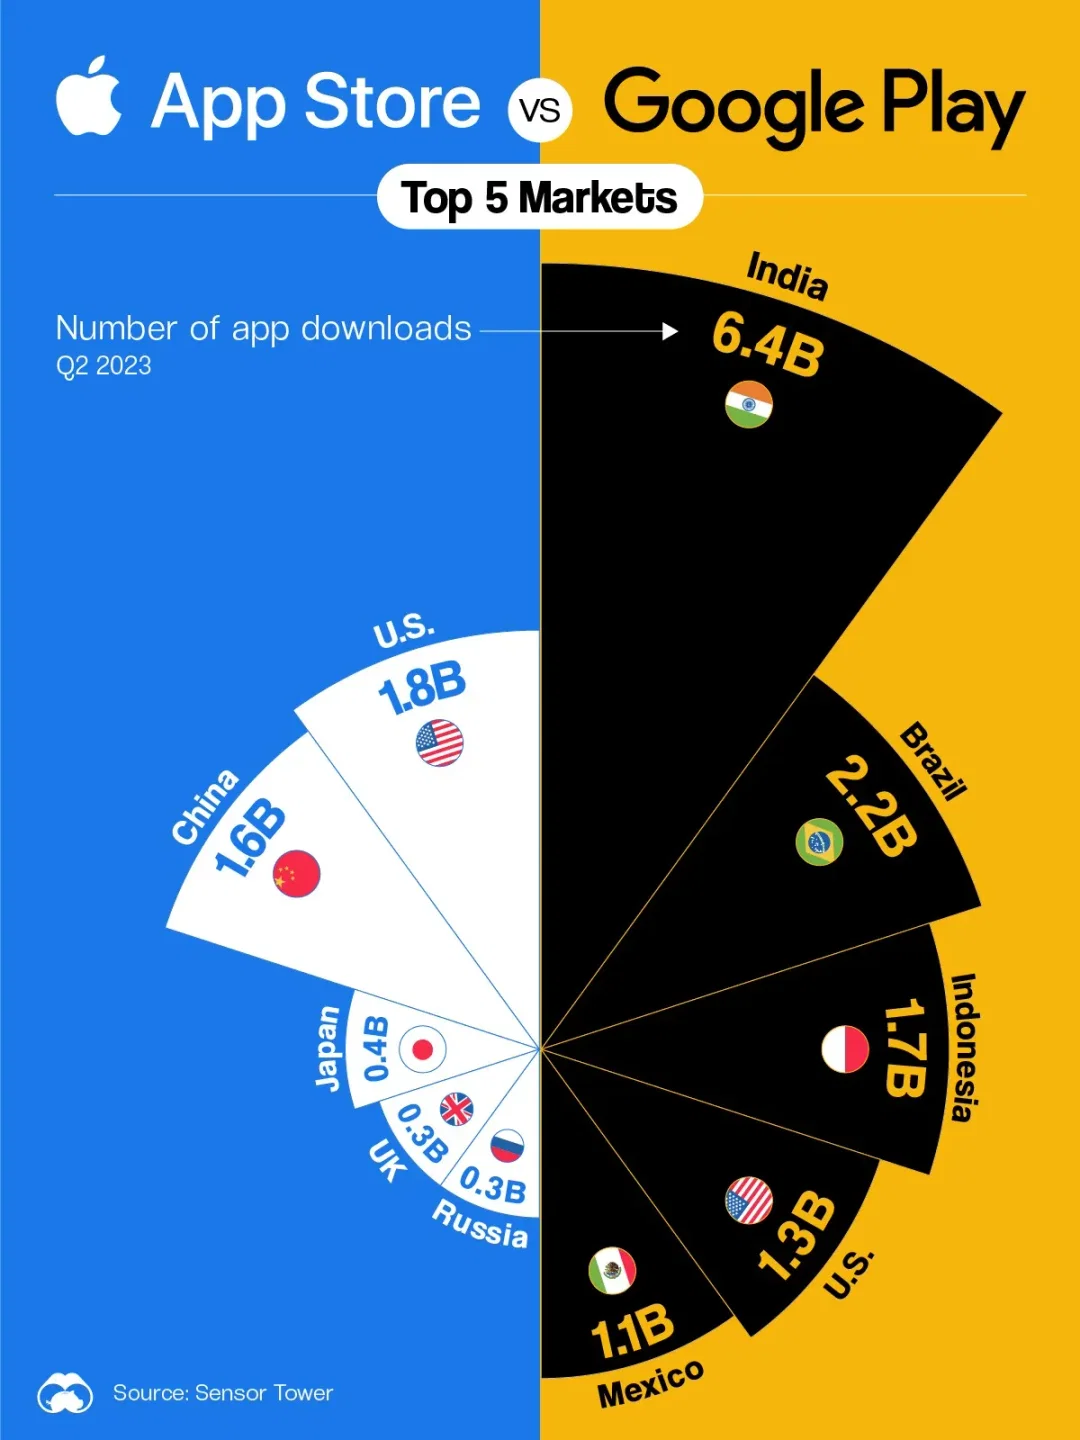 App Store
VS
Google Play
Top 5 Markets
Number of app downloads
Q2 2023
India
6.4B
Brazil
2.2B
Indonesia
1.7B
U.S.
1.3B
Mexico
1.1B
U.S.
1.8B
China
1.6B
Japan
0.4B
UK
0.3B
Russia
0.3B
Source: Sensor Tower